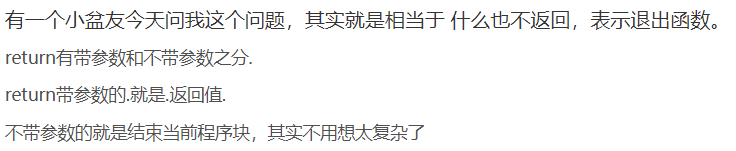 有一个小盆友今天问我这个问题，其实就是相当于 什么也不返回，表示退出函数。
return有带参数和不带参数之分.
return带参数的.就是.返回值.
不带参数的就是结束当前程序块，其实不用想太复杂了